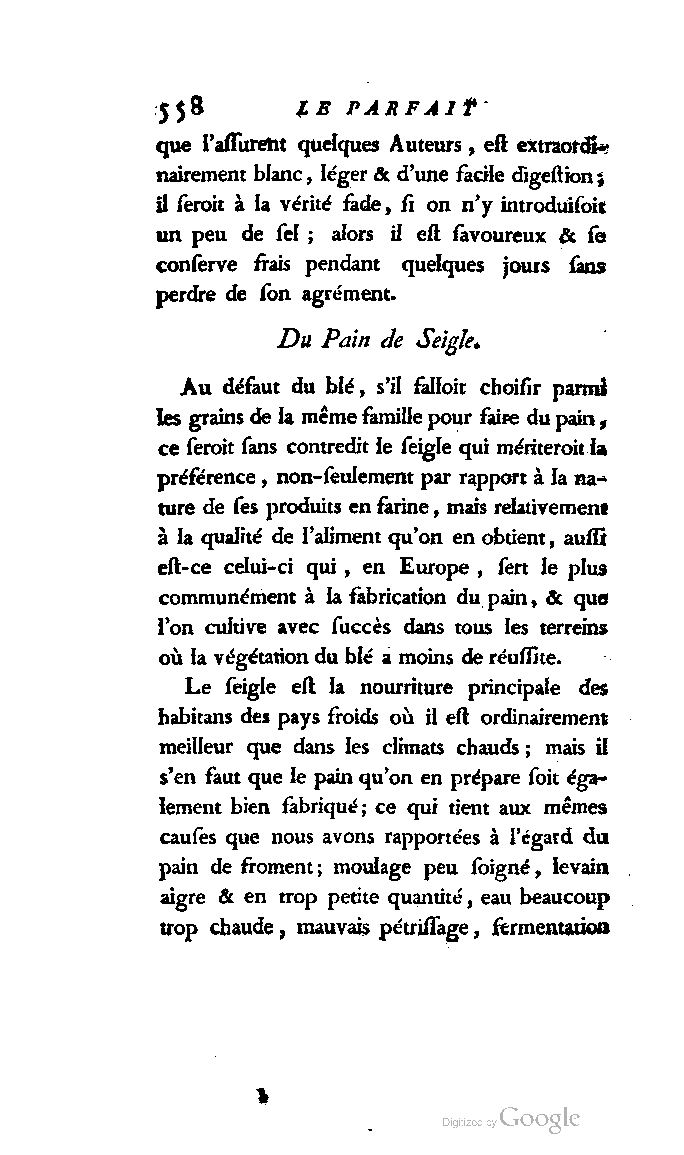 558 LE PARFAIT
que l'aſſurent quelques Auteurs, eſt extraordi-
nairement blanc, léger & d'une facile digeſtion;
il ſeroit à la vérité fade, ſi on n'y introduiſoit
un peu de ſel; alors il eſt ſavoureux & ſe
conſerve frais pendant quelques jours ſans
perdre de ſon agrément.
Du Pain de Seigle.
Au défaut du blé, s'il falloit choiſir parmi
les grains de la même famille pour faire du pain,
ce ſeroit ſans contredit le ſeigle qui mériteroit la
préférence, non-ſeulement par rapport à la na-
ture de ſes produits en farine, mais relativement
à la qualité de l'aliment qu'on en obtient, auſſi
eſt-ce celui-ci qui, en Europe, ſert le plus
communément à la fabrication du pain, & que
l'on cultive avec ſuccès dans tous les terreins
où la végétation du blé a moins de réuſſite.
Le ſeigle eſt la nourriture principale des
habitans des pays froids où il eſt ordinairement
meilleur que dans les climats chauds; mais il
s'en faut que le pain qu'on en prépare ſoit éga-
lement bien fabriqué; ce qui tient aux mêmes
cauſes que nous avons rapportées à l'égard du
pain de froment; moulage peu ſoigné, levain
aigre & en trop petite quantité, eau beaucoup
trop chaude, mauvais pétriſſage, fermentation
Digitized by Google